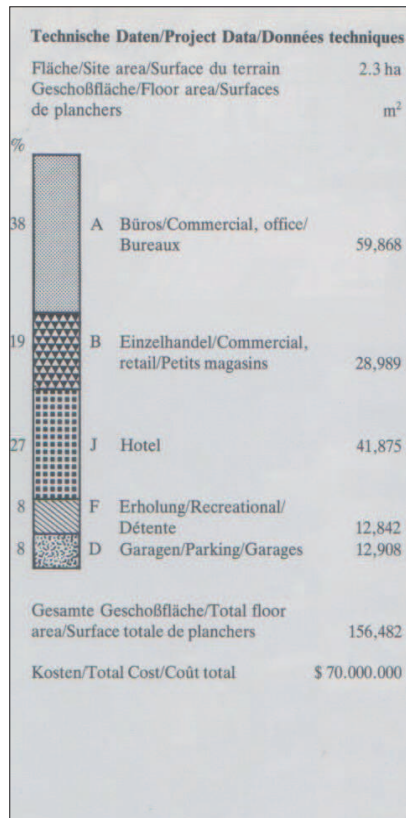 Technische Daten/Project Data/Données techniques
Fläche/Site area/Surface du terrain 2.3 ha
Geschoßfläche/Floor area/Surfaces
de planchers m²
%
38 A Büros/Commercial, office/
Bureaux 59,868
19 B Einzelhandel/Commercial,
retail/Petits magasins 28,989
27 J Hotel 41,875
8 F Erholung/Recreational/
Détente 12,842
8 D Garagen/Parking/Garages 12,908
Gesamte Geschoßfläche/Total floor
area/Surface totale de planchers 156,482
Kosten/Total Cost/Coût total $ 70.000.000